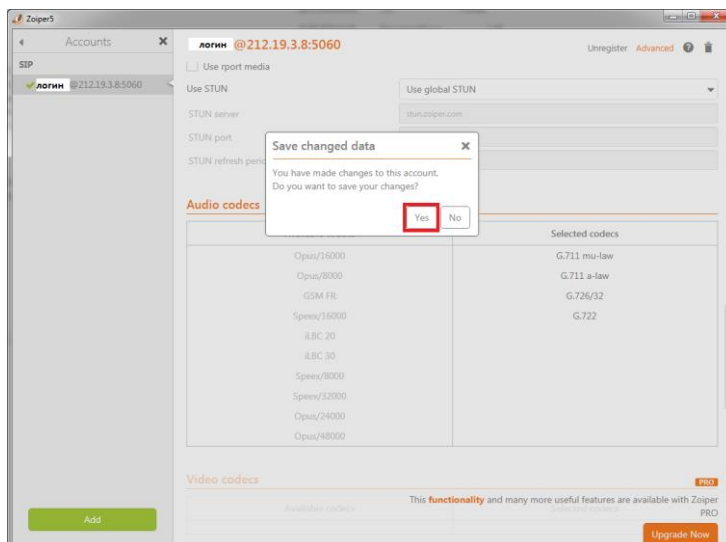 Zoiper5
Accounts
SIP
логин @212.19.3.8:5060
Add
логин @212.19.3.8:5060
Unregister Advanced
Use rport media
Use STUN
Use global STUN
STUN server
stun.zoiper.com
STUN port
STUN refresh
Save changed data
You have made changes to this account.
Do you want to save your changes?
Yes
No
Audio codecs
Selected codecs
Opus/16000
G.711 mu-law
Opus/8000
G.711 a-law
GSM FR
G.726/32
Speex/16000
G.722
iLBC 20
iLBC 30
Speex/8000
Speex/32000
Opus/24000
Opus/48000
Video codecs
PRO
Available codecs
Selected codecs
This functionality and many more useful features are available with Zoiper
PRO
Upgrade Now